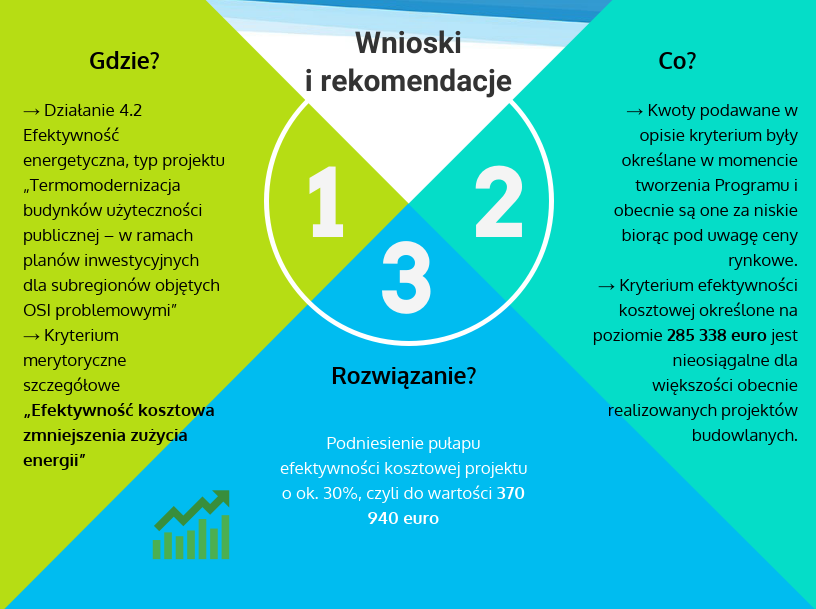 Wnioski
i rekomendacje
Gdzie?
→ Działanie 4.2
Efektywność
energetyczna, typ projektu
„Termomodernizacja
budynków użyteczności
publicznej – w ramach
planów inwestycyjnych
dla subregionów objętych
OSI problemowymi”
→ Kryterium
merytoryczne
szczegółowe
„Efektywność kosztowa
zmniejszenia zużycia
energii”
1
2
3
Co?
→ Kwoty podawane w
opisie kryterium były
określane w momencie
tworzenia Programu i
obecnie są one za niskie
biorąc pod uwagę ceny
rynkowe.
→ Kryterium efektywności
kosztowej określone na
poziomie 285 338 euro jest
nieosiągalne dla
większości obecnie
realizowanych projektów
budowlanych.
Rozwiązanie?
Podniesienie pułapu
efektywności kosztowej projektu
o ok. 30%, czyli do wartości 370
940 euro